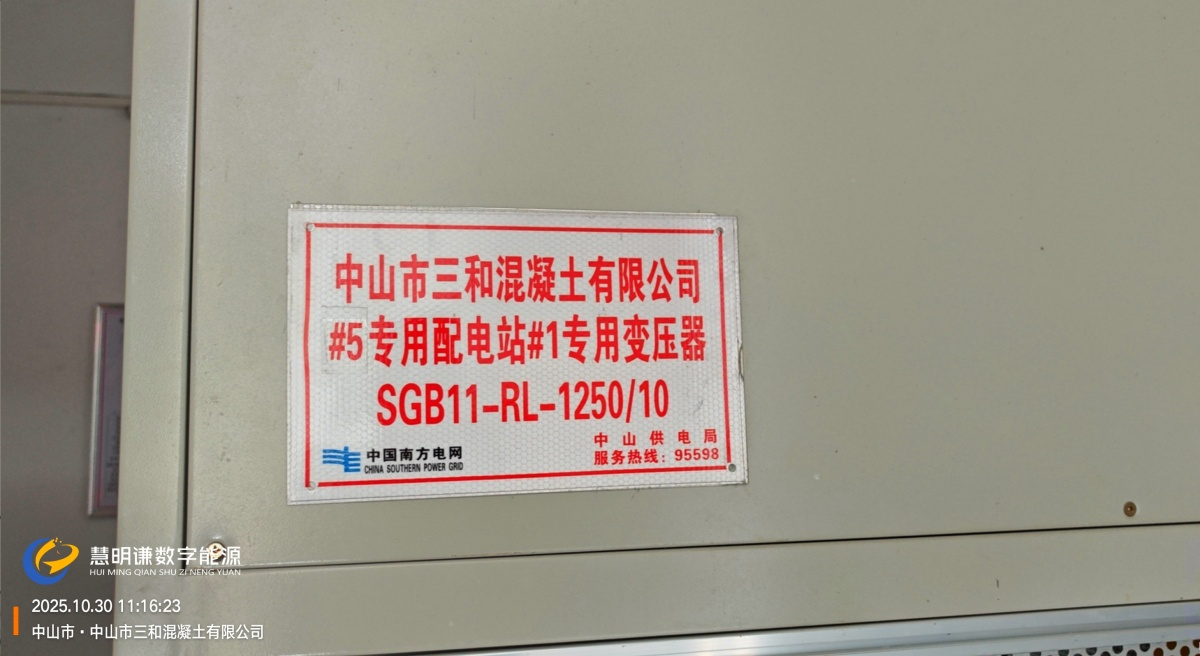 中山市三和混凝土有限公司
#5专用配电站#1专用变压器
SGB11-RL-1250/10
中国南方电网
CHINA SOUTHERN POWER GRID
中山供电局
服务热线：95598
慧明谦数字能源
HUI MING QIAN SHU ZI NENG YUAN
2025.10.30 11:16:23
中山市·中山市三和混凝土有限公司